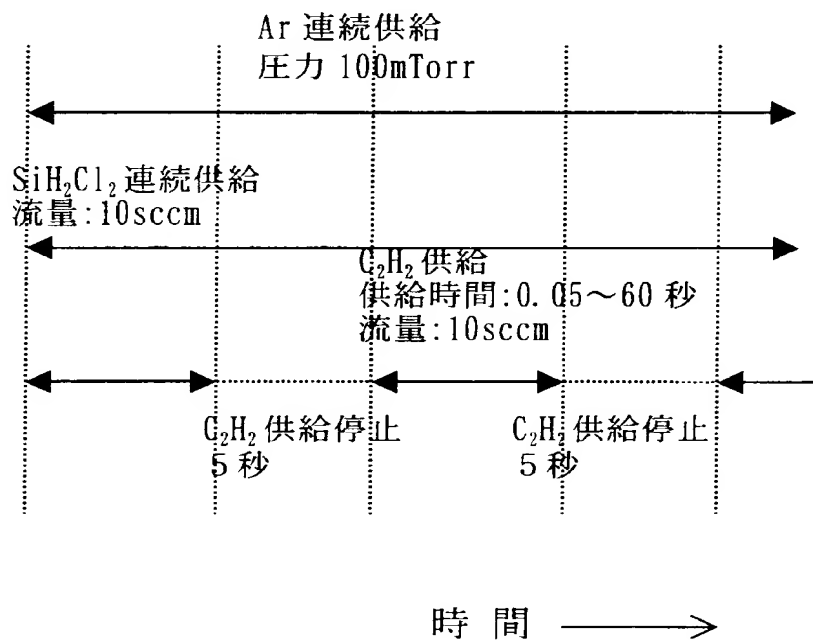 Ar 連続供給
圧力 100mTorr
SiH₂Cl₂ 連続供給
流量:10sccm
C₂H₂ 供給
供給時間:0.05～60 秒
流量:10sccm
C₂H₂ 供給停止
5 秒
C₂H₂ 供給停止
5 秒
時 間